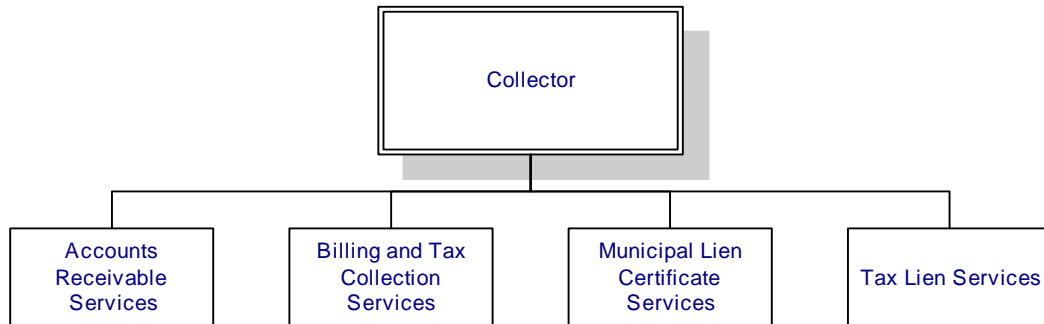 Collector
Accounts
Receivable
Services
Billing and Tax
Collection
Services
Municipal Lien
Certificate
Services
Tax Lien Services